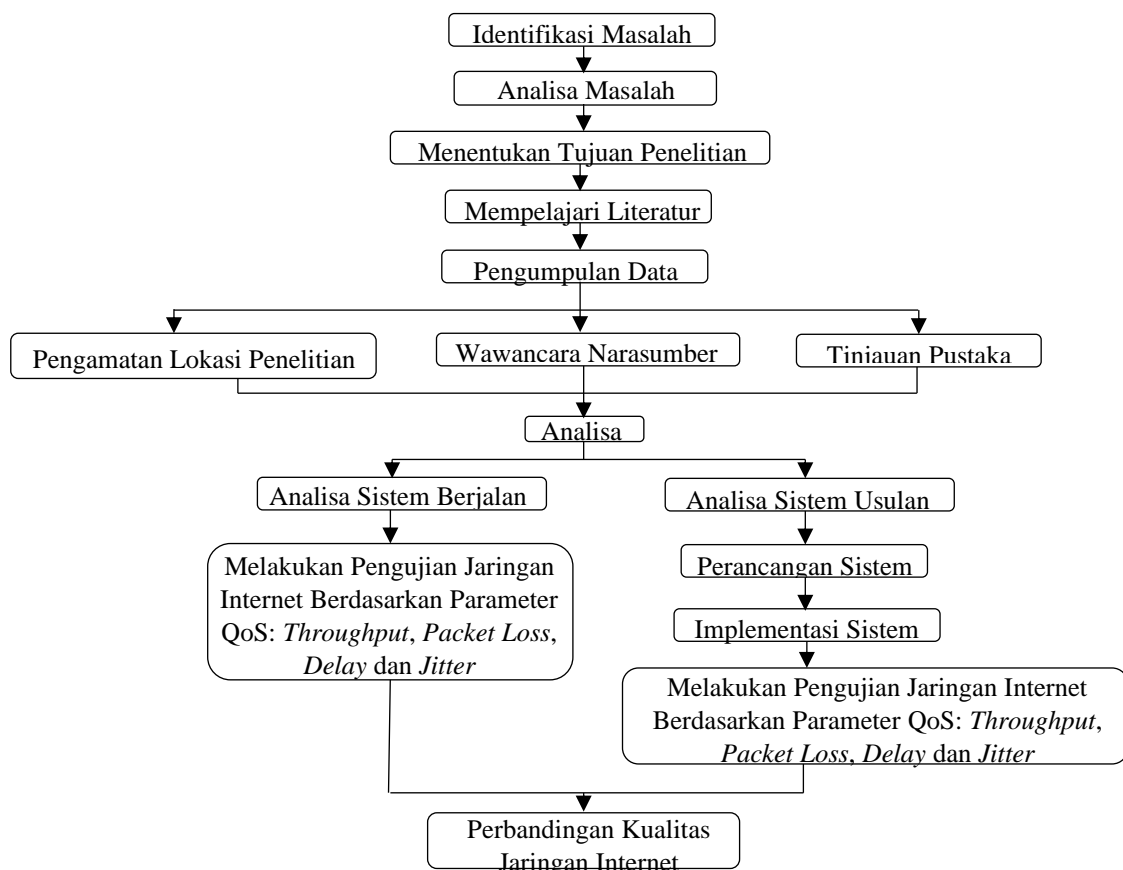 Identifikasi Masalah
Analisa Masalah
Menentukan Tujuan Penelitian
Mempelajari Literatur
Pengumpulan Data
Pengamatan Lokasi Penelitian
Wawancara Narasumber
Tinjauan Pustaka
Analisa
Analisa Sistem Berjalan
Analisa Sistem Usulan
Melakukan Pengujian Jaringan
Internet Berdasarkan Parameter
QoS: Throughput, Packet Loss,
Delay dan Jitter
Perancangan Sistem
Implementasi Sistem
Melakukan Pengujian Jaringan Internet
Berdasarkan Parameter QoS: Throughput,
Packet Loss, Delay dan Jitter
Perbandingan Kualitas
Jaringan Internet